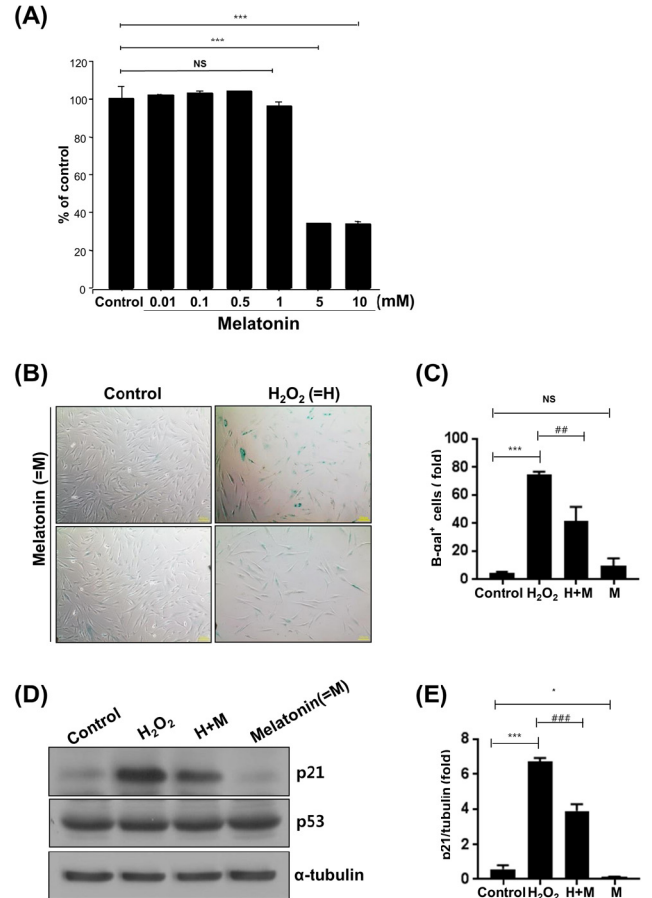 (A)
***
***
NS
120
100
80
60
40
20
0
% of control
Control 0.01 0.1 0.5 1 5 10 (mM)
Melatonin
(B)
Control H₂O₂ (=H)
Melatonin (=M)
(C)
NS
##
***
100
80
60
40
20
0
B-gal⁺ cells ( fold)
Control H₂O₂ H+M M
(D)
Control H₂O₂ H+M Melatonin(=M)
p21
p53
α-tubulin
(E)
*
###
***
8
6
4
2
0
p21/tubulin (fold)
Control H₂O₂ H+M M